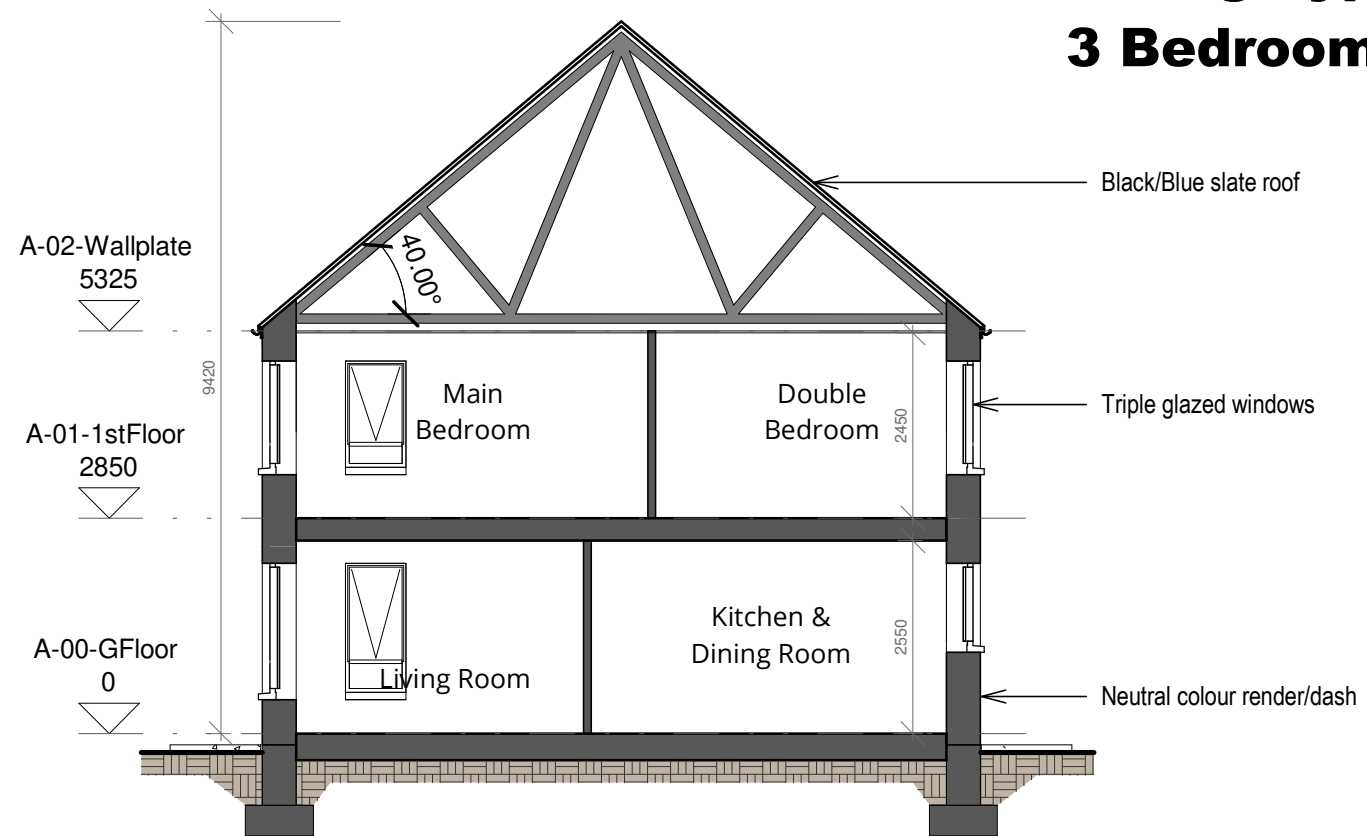 3 Bedroom
Black/Blue slate roof
40.00°
A-02-Wallplate
5325
9420
Main
Bedroom
Double
Bedroom
2450
Triple glazed windows
A-01-1stFloor
2850
Kitchen &
Dining Room
2550
A-00-GFloor
0
Living Room
Neutral colour render/dash